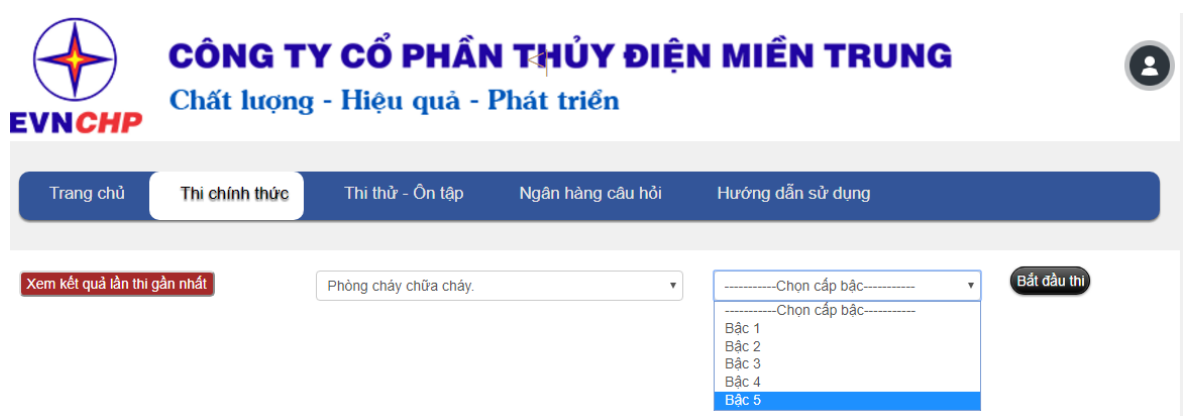 CÔNG TY CỔ PHẦN THỦY ĐIỆN MIỀN TRUNG
Chất lượng - Hiệu quả - Phát triển
EVNCHP
Trang chủ Thi chính thức Thi thử - Ôn tập Ngân hàng câu hỏi Hướng dẫn sử dụng
Xem kết quả lần thi gần nhất Phòng cháy chữa cháy. -----------Chọn cấp bậc----------- Bắt đầu thi
-----------Chọn cấp bậc-----------
Bậc 1
Bậc 2
Bậc 3
Bậc 4
Bậc 5